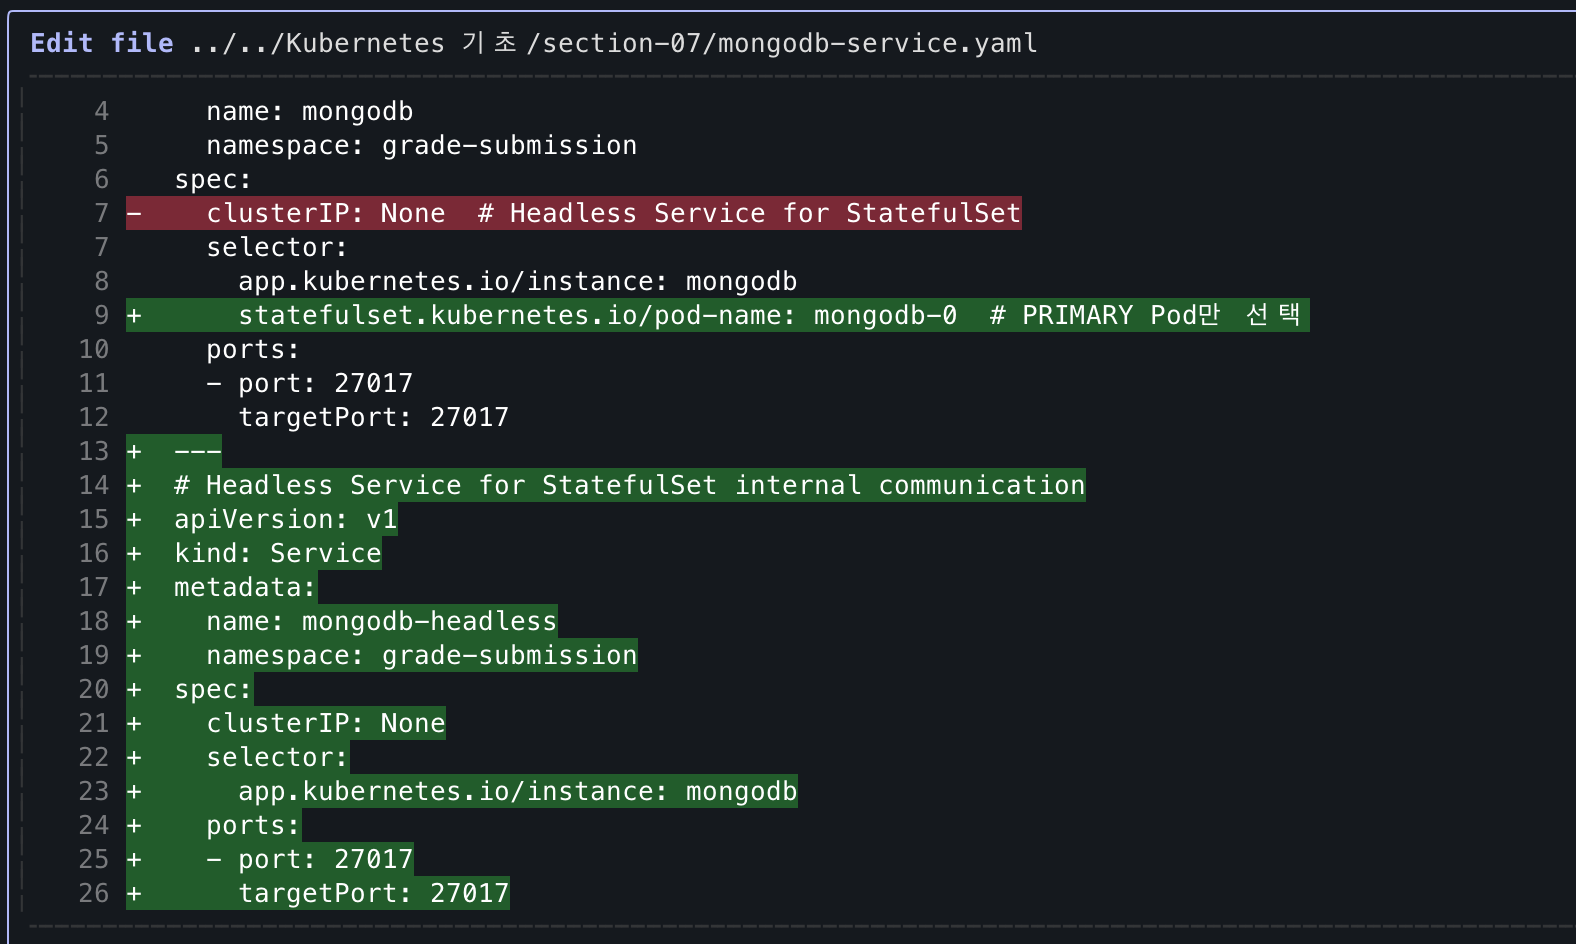 Edit file ../../Kubernetes 기초/section-07/mongodb-service.yaml
4      name: mongodb
5      namespace: grade-submission
6    spec:
7 -    clusterIP: None  # Headless Service for StatefulSet
7      selector:
8        app.kubernetes.io/instance: mongodb
9 +      statefulset.kubernetes.io/pod-name: mongodb-0  # PRIMARY Pod만 선택
10      ports:
11      - port: 27017
12        targetPort: 27017
13 +  ---
14 +  # Headless Service for StatefulSet internal communication
15 +  apiVersion: v1
16 +  kind: Service
17 +  metadata:
18 +    name: mongodb-headless
19 +    namespace: grade-submission
20 +  spec:
21 +    clusterIP: None
22 +    selector:
23 +      app.kubernetes.io/instance: mongodb
24 +    ports:
25 +    - port: 27017
26 +      targetPort: 27017